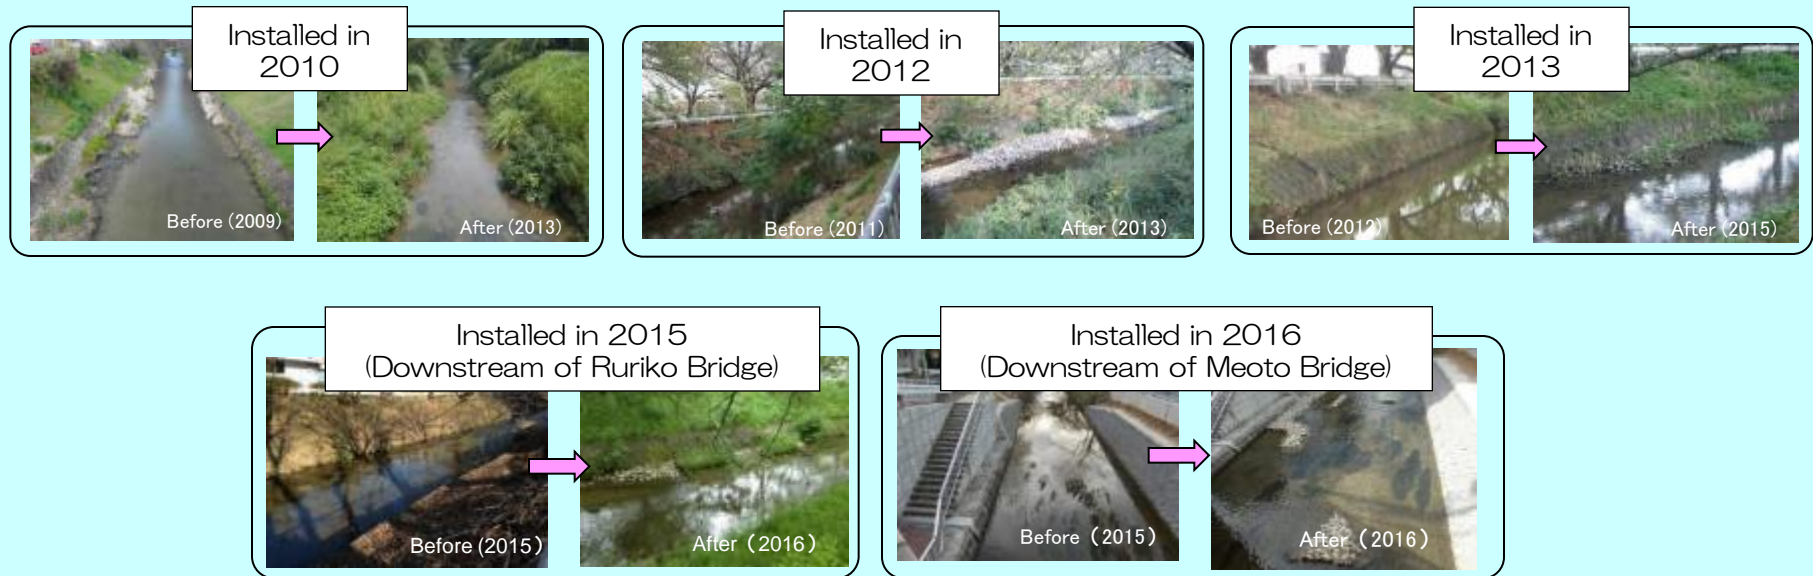 Installed in
2010
Before (2009)
After (2013)
Installed in
2012
Before (2011)
After (2013)
Installed in
2013
Before (2012)
After (2015)
Installed in 2015
(Downstream of Ruriko Bridge)
Before (2015)
After (2016)
Installed in 2016
(Downstream of Meoto Bridge)
Before (2015)
After (2016)